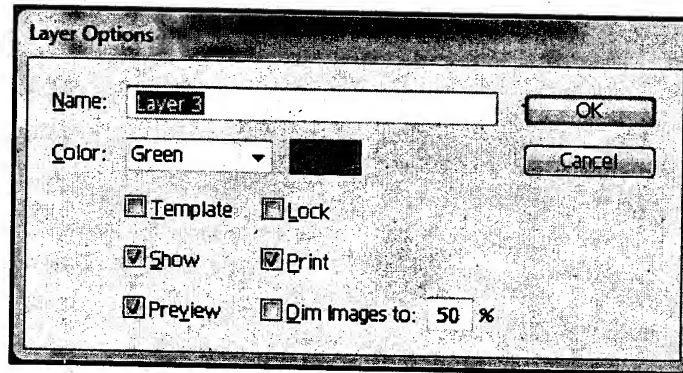 Layer Options
Name: Layer 3 OK
Color: Green Cancel
Template Lock
Show Print
Preview Dim Images to: 50 %